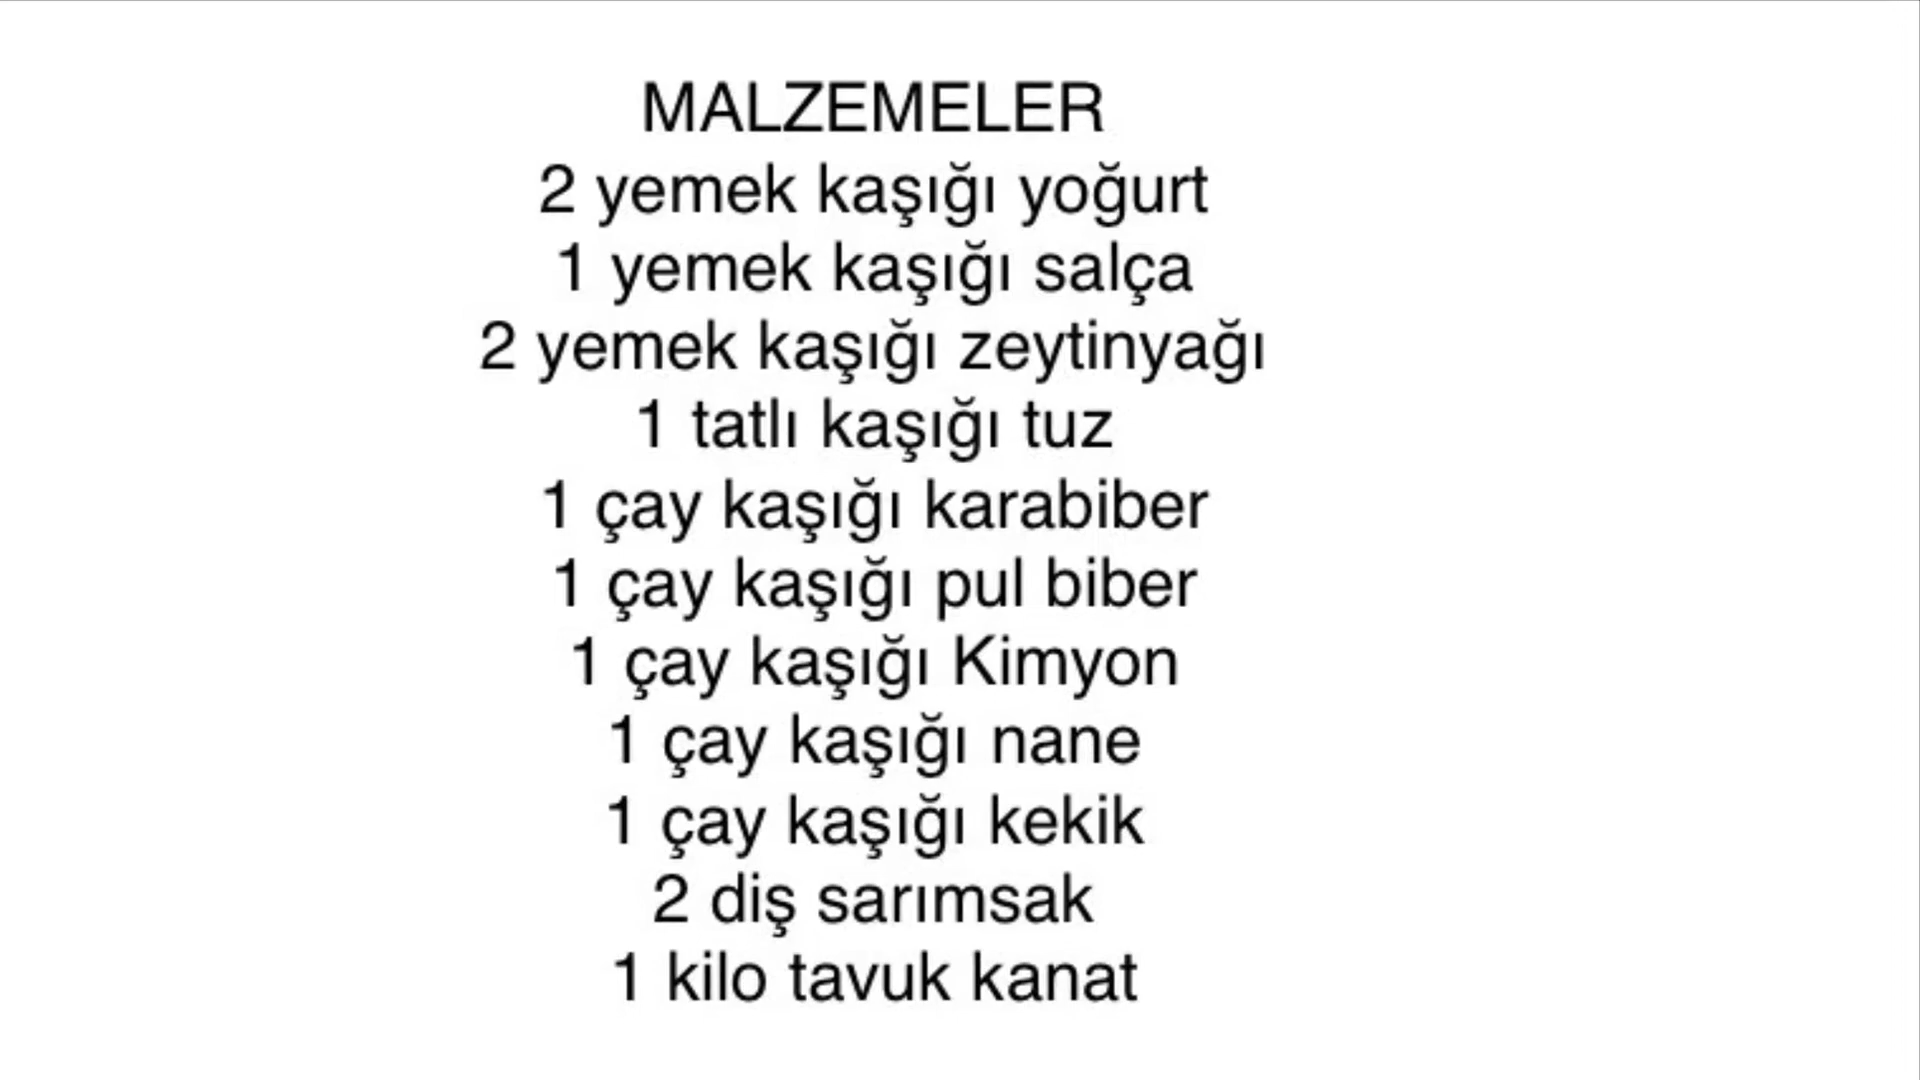 MALZEMELER
2 yemek kaşığı yoğurt
1 yemek kaşığı salça
2 yemek kaşığı zeytinyağı
1 tatlı kaşığı tuz
1 çay kaşığı karabiber
1 çay kaşığı pul biber
1 çay kaşığı Kimyon
1 çay kaşığı nane
1 çay kaşığı kekik
2 diş sarımsak
1 kilo tavuk kanat